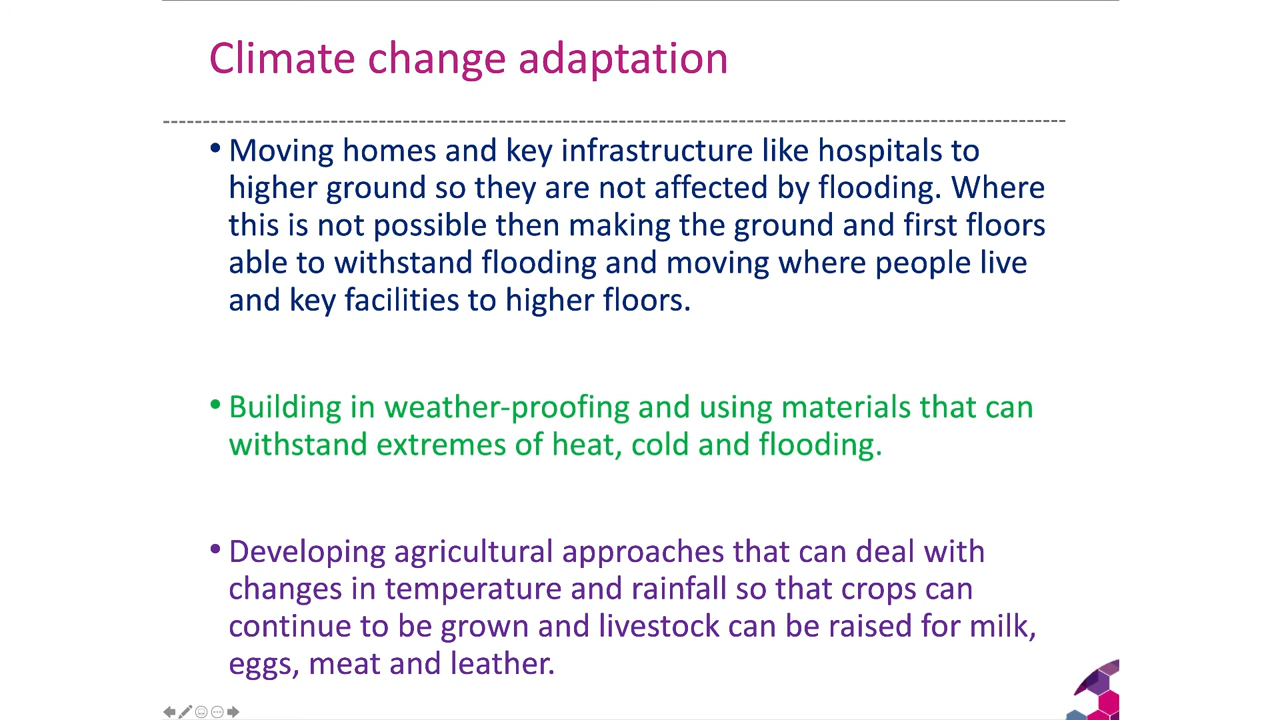 Climate change adaptation
• Moving homes and key infrastructure like hospitals to
higher ground so they are not affected by flooding. Where
this is not possible then making the ground and first floors
able to withstand flooding and moving where people live
and key facilities to higher floors.
• Building in weather-proofing and using materials that can
withstand extremes of heat, cold and flooding.
• Developing agricultural approaches that can deal with
changes in temperature and rainfall so that crops can
continue to be grown and livestock can be raised for milk,
eggs, meat and leather.